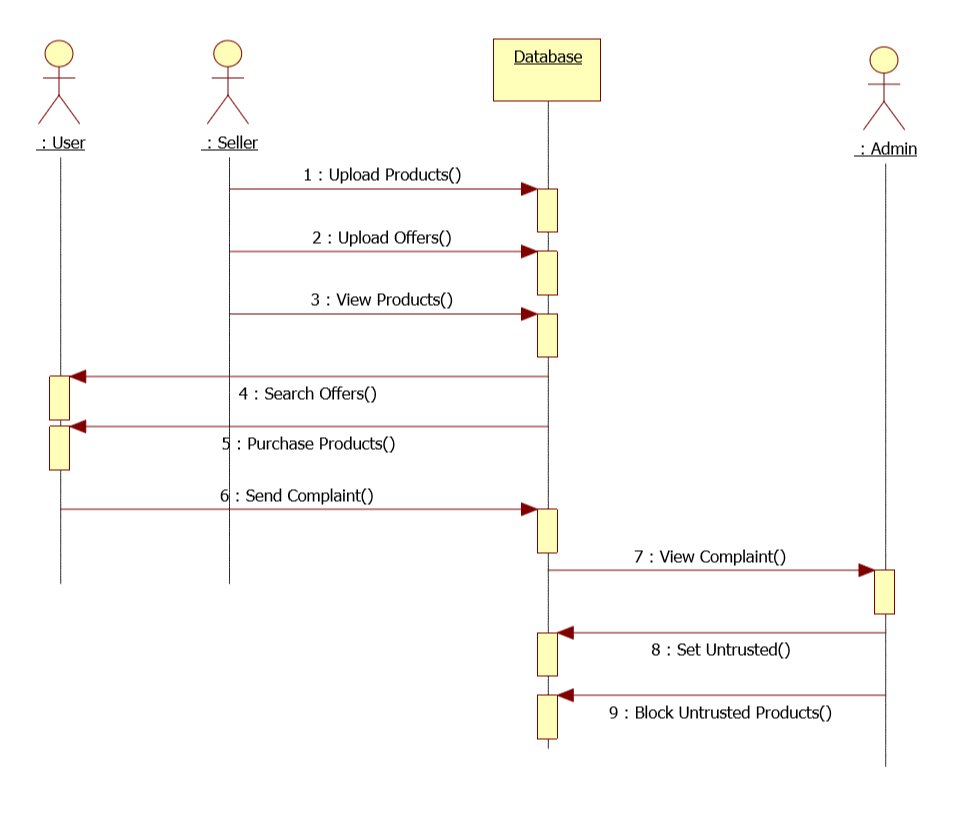 Database
: User
: Seller
: Admin
1 : Upload Products()
2 : Upload Offers()
3 : View Products()
4 : Search Offers()
5 : Purchase Products()
6 : Send Complaint()
7 : View Complaint()
8 : Set Untrusted()
9 : Block Untrusted Products()